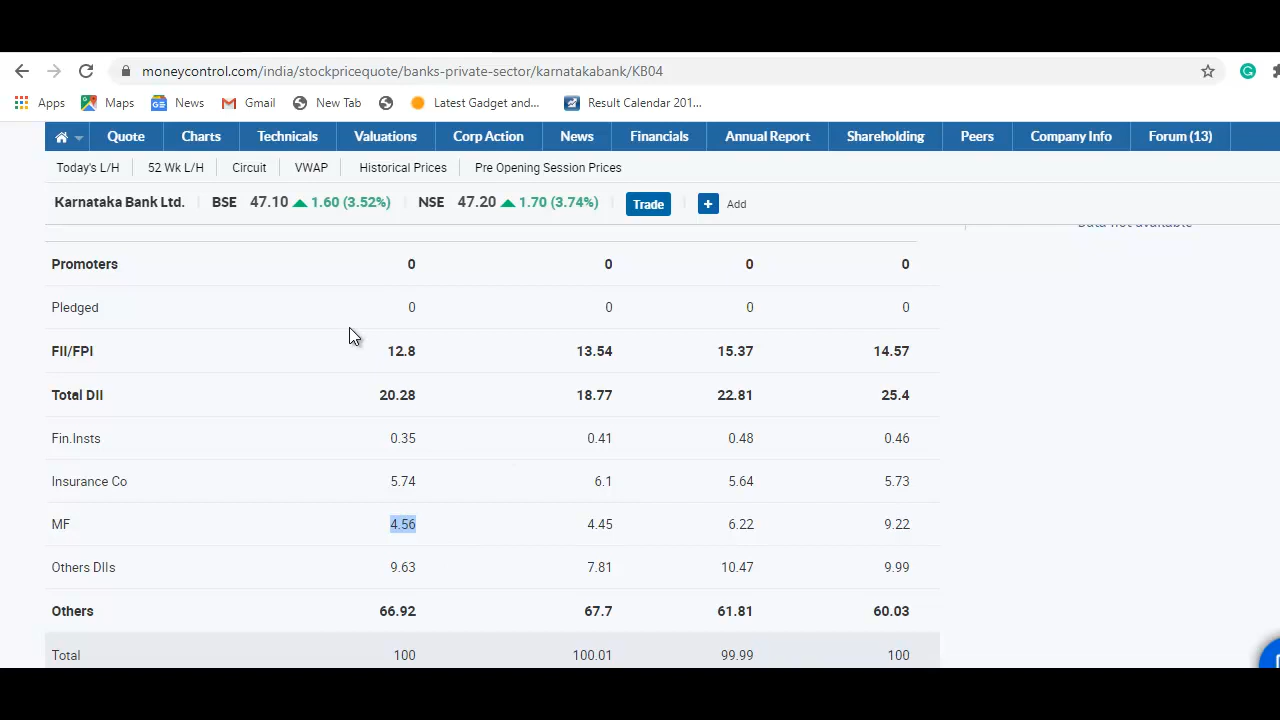 moneycontrol.com/india/stockpricequote/banks-private-sector/karnatakabank/KB04
Apps Maps News Gmail New Tab Latest Gadget and... Result Calendar 201...
Quote Charts Technicals Valuations Corp Action News Financials Annual Report Shareholding Peers Company Info Forum (13)
Today's L/H 52 Wk L/H Circuit VWAP Historical Prices Pre Opening Session Prices
Karnataka Bank Ltd. BSE 47.10 1.60 (3.52%) NSE 47.20 1.70 (3.74%) Trade + Add
Data not available
Promoters 0 0 0 0
Pledged 0 0 0 0
FII/FPI 12.8 13.54 15.37 14.57
Total DII 20.28 18.77 22.81 25.4
Fin.Insts 0.35 0.41 0.48 0.46
Insurance Co 5.74 6.1 5.64 5.73
MF 4.56 4.45 6.22 9.22
Others DIIs 9.63 7.81 10.47 9.99
Others 66.92 67.7 61.81 60.03
Total 100 100.01 99.99 100